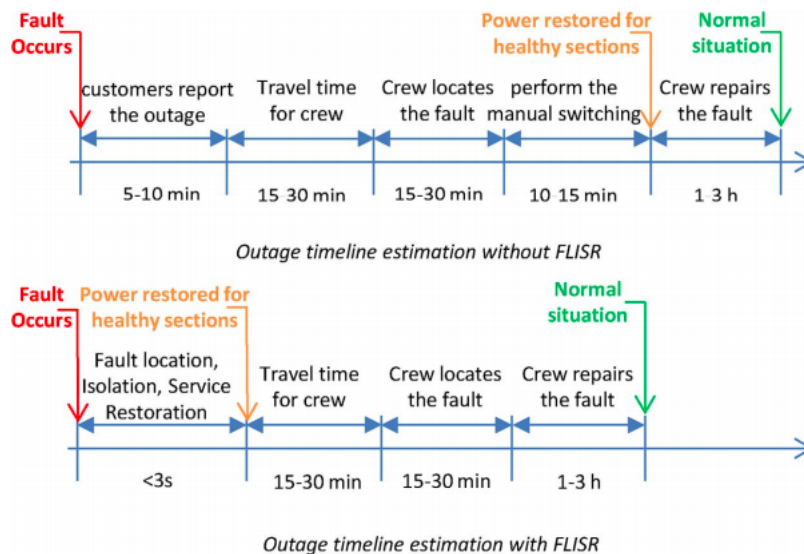 Fault
Occurs
Power restored for
healthy sections
Normal
situation
customers report
the outage
Travel time
for crew
Crew locates
the fault
perform the
manual switching
Crew repairs
the fault
5-10 min
15-30 min
15-30 min
10-15 min
1-3 h
Outage timeline estimation without FLISR
Fault
Occurs
Power restored for
healthy sections
Normal
situation
Fault location,
Isolation, Service
Restoration
Travel time
for crew
Crew locates
the fault
Crew repairs
the fault
<3s
15-30 min
15-30 min
1-3 h
Outage timeline estimation with FLISR